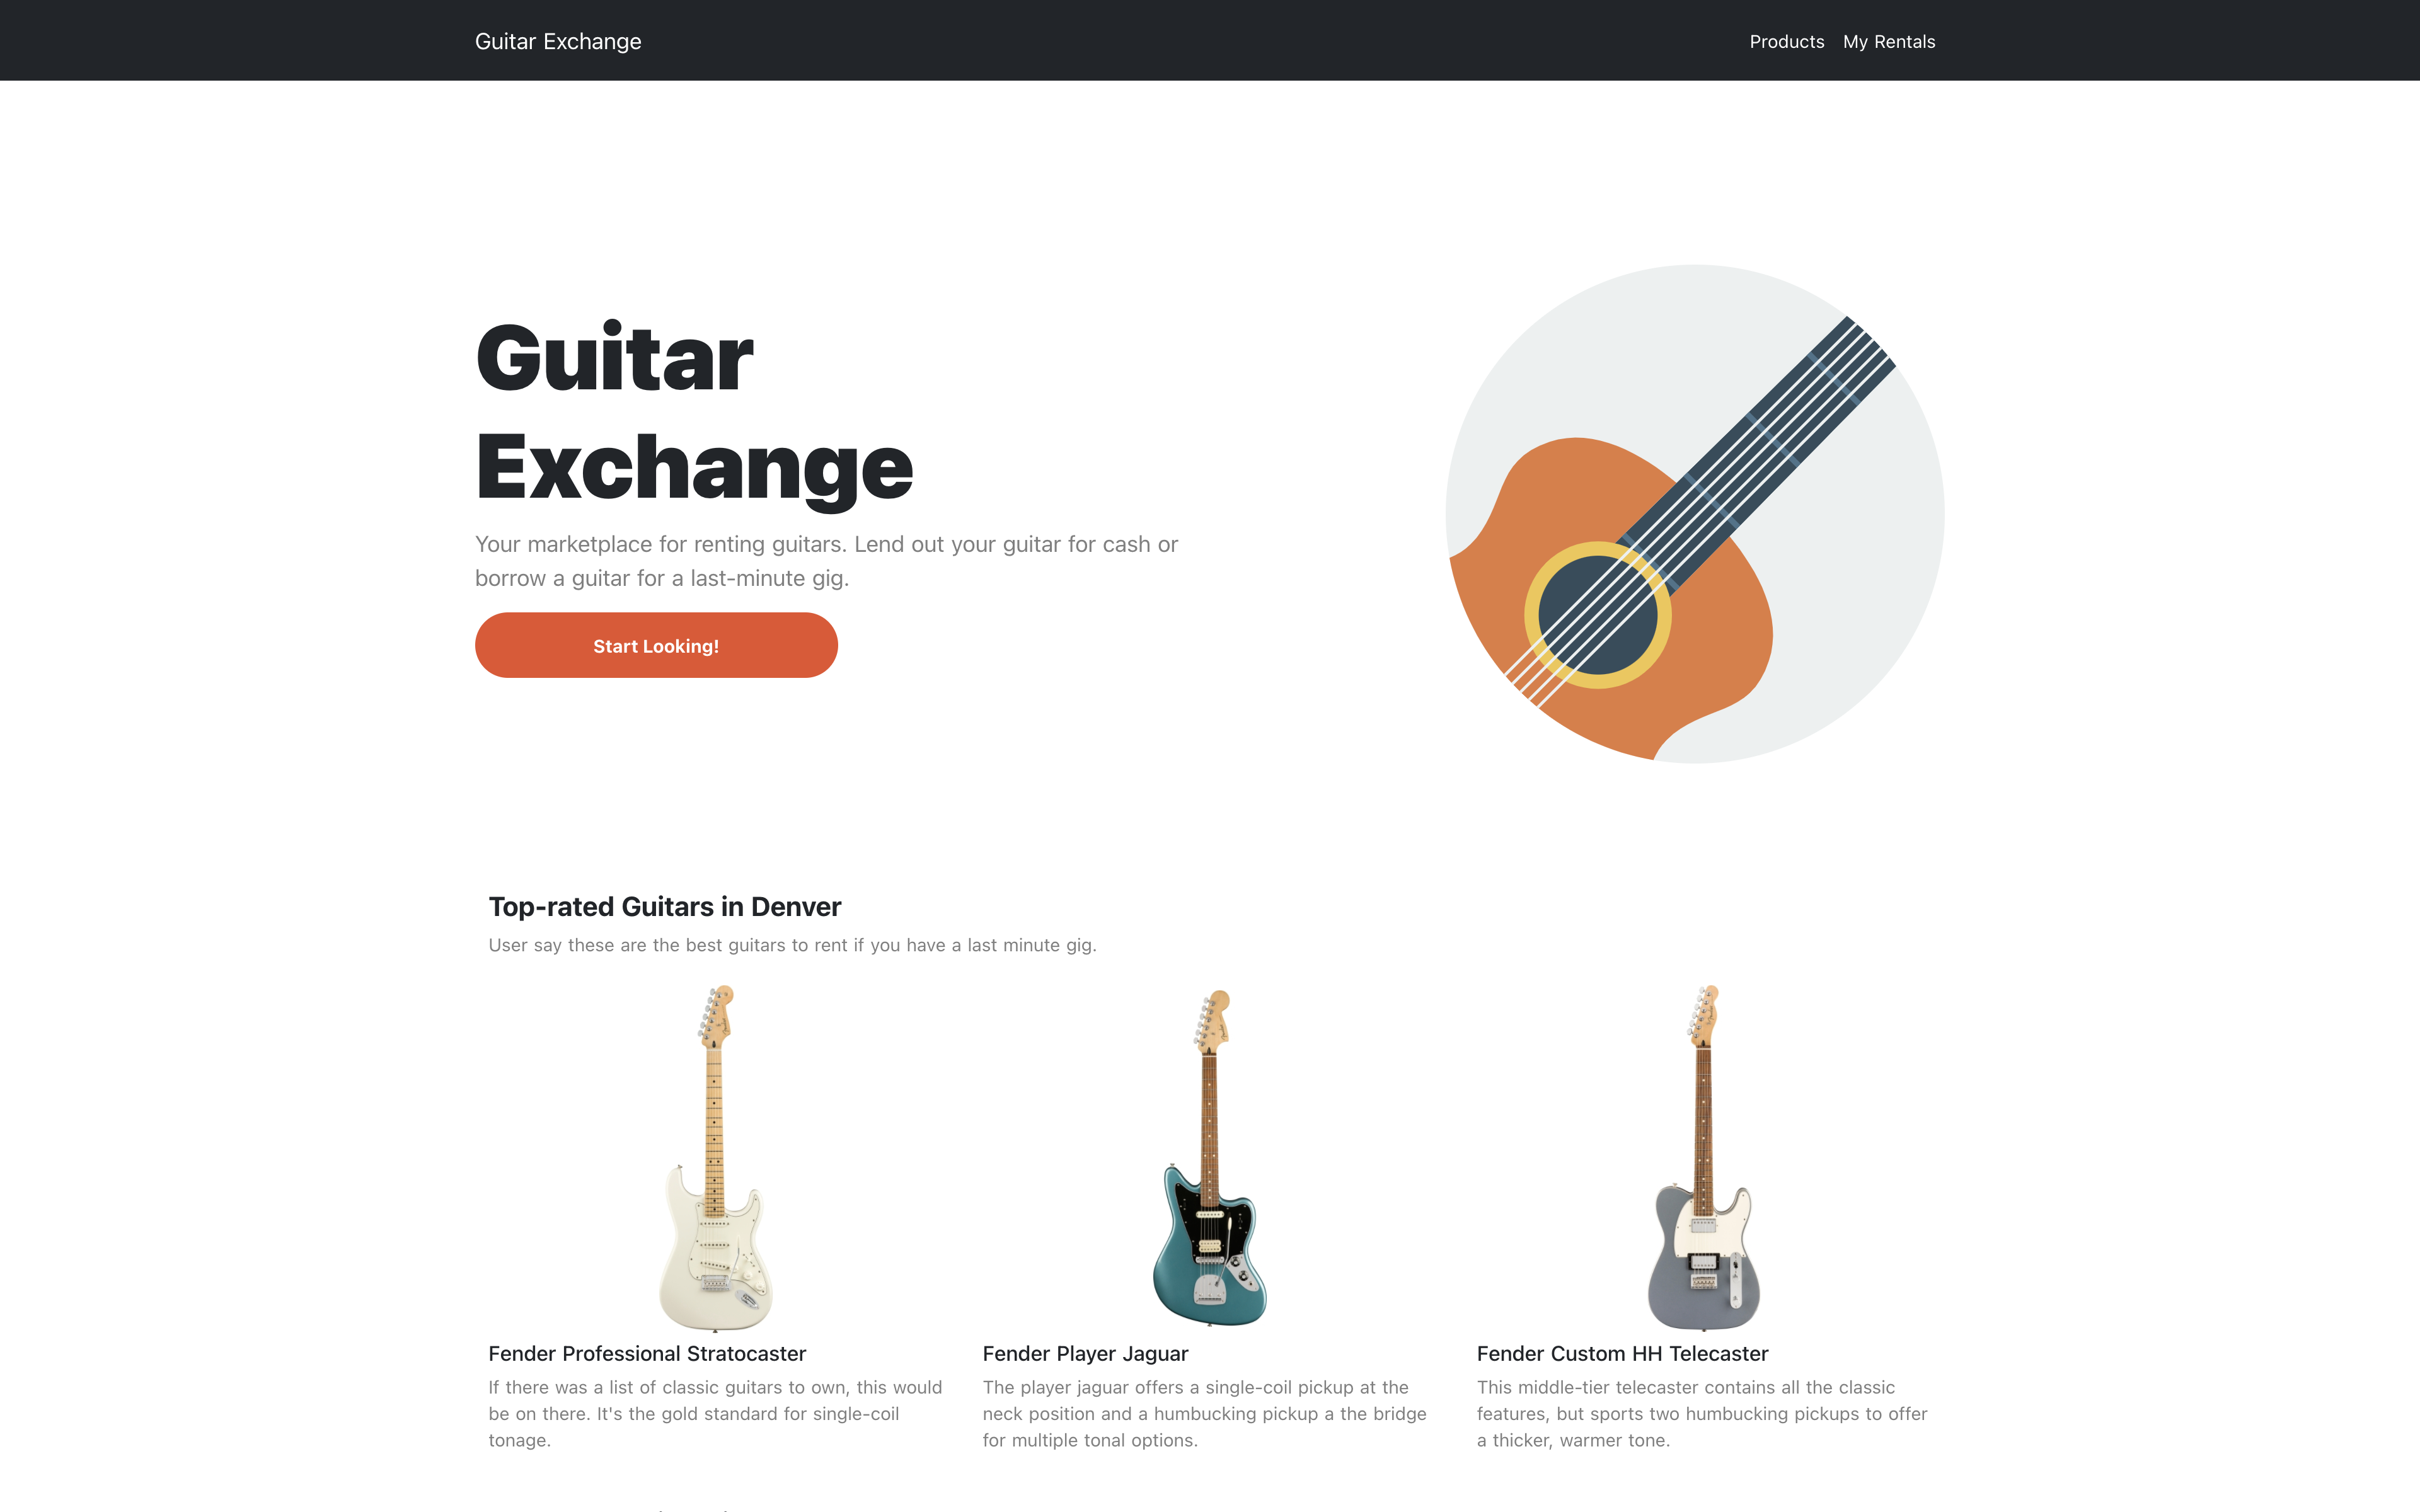 Guitar Exchange
Products
My Rentals
Guitar
Exchange
Your marketplace for renting guitars. Lend out your guitar for cash or
borrow a guitar for a last-minute gig.
Start Looking!
Top-rated Guitars in Denver
User say these are the best guitars to rent if you have a last minute gig.
Fender Professional Stratocaster
If there was a list of classic guitars to own, this would
be on there. It's the gold standard for single-coil
tonage.
Fender Player Jaguar
The player jaguar offers a single-coil pickup at the
neck position and a humbucking pickup a the bridge
for multiple tonal options.
Fender Custom HH Telecaster
This middle-tier telecaster contains all the classic
features, but sports two humbucking pickups to offer
a thicker, warmer tone.